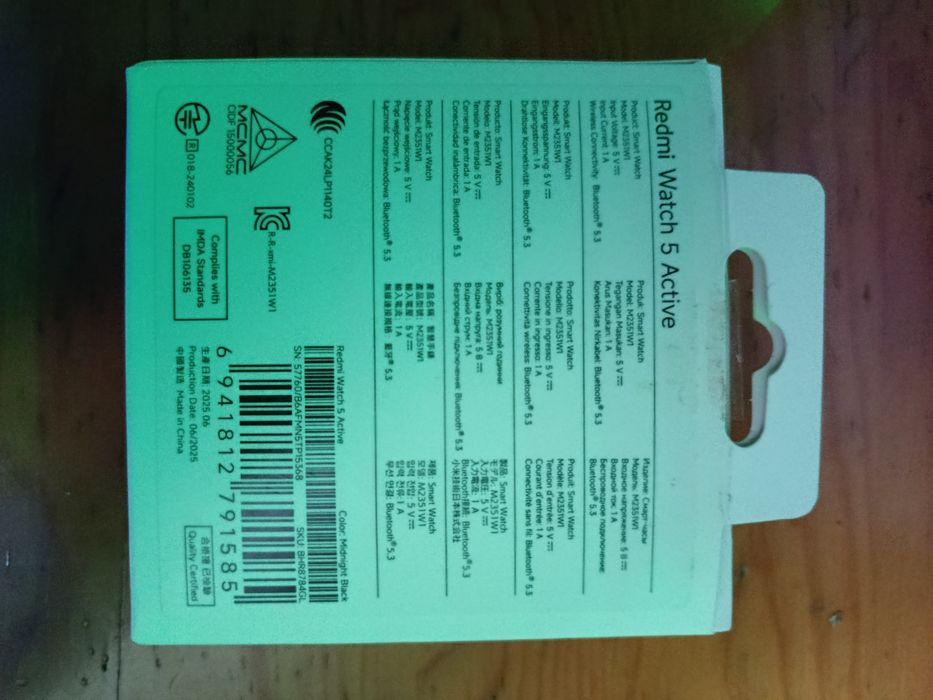 Redmi Watch 5 Active
Product: Smart Watch
Model: M2351W1
Input Voltage: 5 V⎓
Input Current: 1 A
Wireless Connectivity: Bluetooth® 5.3
Produk: Smart Watch
Model: M2351W1
Tegangan Masukan: 5 V⎓
Arus Masukan: 1 A
Konektivitas Nirkabel: Bluetooth® 5.3
Изделие: Смарт-часы
Модель: M2351W1
Входное напряжение: 5 В⎓
Входной ток: 1 A
Беспроводное подключение:
Bluetooth® 5.3
Produkt: Smart Watch
Modell: M2351W1
Eingangsspannung: 5 V⎓
Eingangsstrom: 1 A
Drahtlose Konnektivität: Bluetooth® 5.3
Prodotto: Smart Watch
Modello: M2351W1
Tensione in ingresso: 5 V⎓
Corrente in ingresso: 1 A
Connettività wireless: Bluetooth® 5.3
Produit: Smart Watch
Modèle: M2351W1
Tension d'entrée: 5 V⎓
Courant d'entrée: 1 A
Connectivité sans fil: Bluetooth® 5.3
Producto: Smart Watch
Modelo: M2351W1
Tensión de entrada: 5 V⎓
Corriente de entrada: 1 A
Conectividad inalámbrica: Bluetooth® 5.3
Виріб: розумний годинник
Модель: M2351W1
Вхідна напруга: 5 В⎓
Вхідний струм: 1 A
Безпровідне підключення: Bluetooth® 5.3
製品: Smart Watch
モデル: M2351W1
入力電圧: 5 V⎓
入力電流: 1 A
Bluetooth接続: Bluetooth® 5.3
小米技術日本株式会社
Produkt: Smart Watch
Model: M2351W1
Napięcie wejściowe: 5 V⎓
Prąd wejściowy: 1 A
Łączność bezprzewodowa: Bluetooth® 5.3
產品名稱: 智慧手錶
產品型號: M2351W1
輸入電壓: 5 V⎓
輸入電流: 1 A
無線連接規格: 藍牙® 5.3
제품: Smart Watch
모델: M2351W1
입력 전압: 5 V⎓
입력 전류: 1 A
무선 연결: Bluetooth® 5.3
CCAK24LP1140T2
MCMC
CIDF15000056
R-R-xmi-M2351W1
R 018-240102
Complies with
IMDA Standards
DB106135
Redmi Watch 5 Active
Color: Midnight Black
SN: 57760/B6AFMN5TP15368
SKU: BHR8784GL
6 941812 791585
生產日期: 2025.06
Production Date: 06/2025
中國製造 Made in China
合格證 已檢驗
Quality Certified